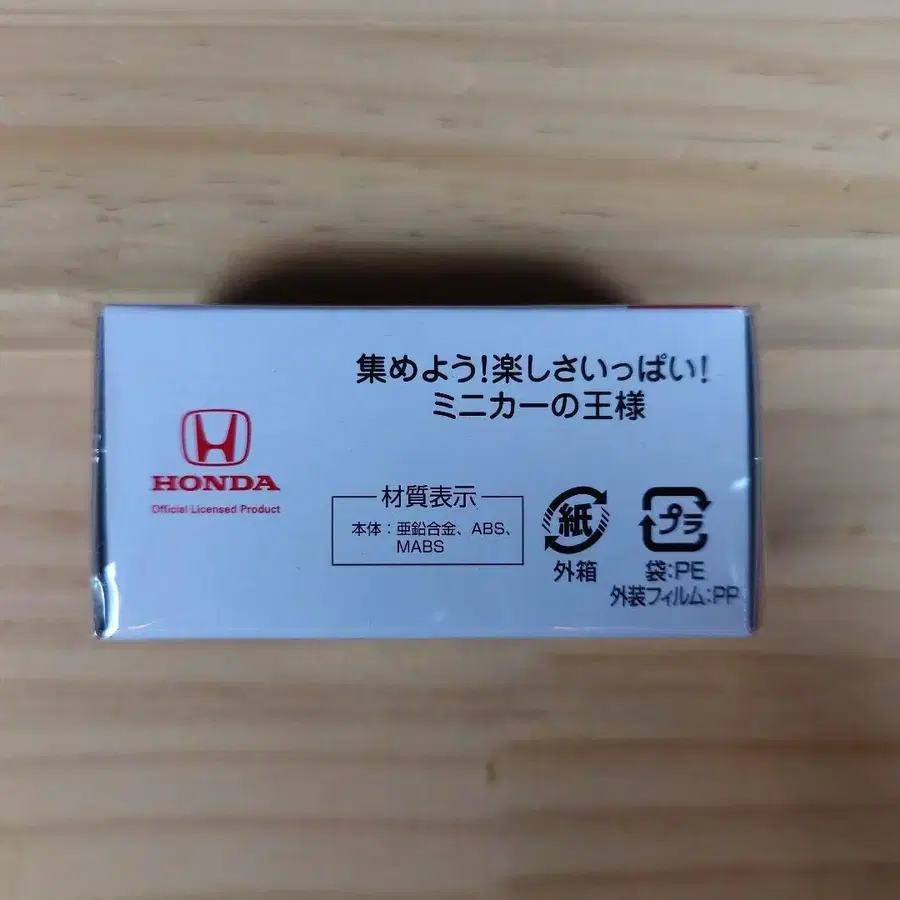 集めよう!楽しさいっぱい!
ミニカーの王様
HONDA
Official Licensed Product
材質表示
本体:亜鉛合金、ABS、
MABS
紙
外箱
プラ
袋:PE
外装フィルム:PP